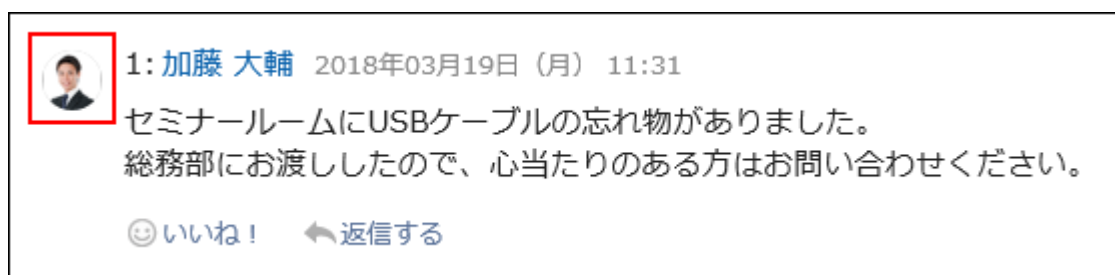 1: 加藤 大輔 2018年03月19日（月） 11:31
セミナールームにUSBケーブルの忘れ物がありました。
総務部にお渡ししたので、心当たりのある方はお問い合わせください。
いいね！ 返信する